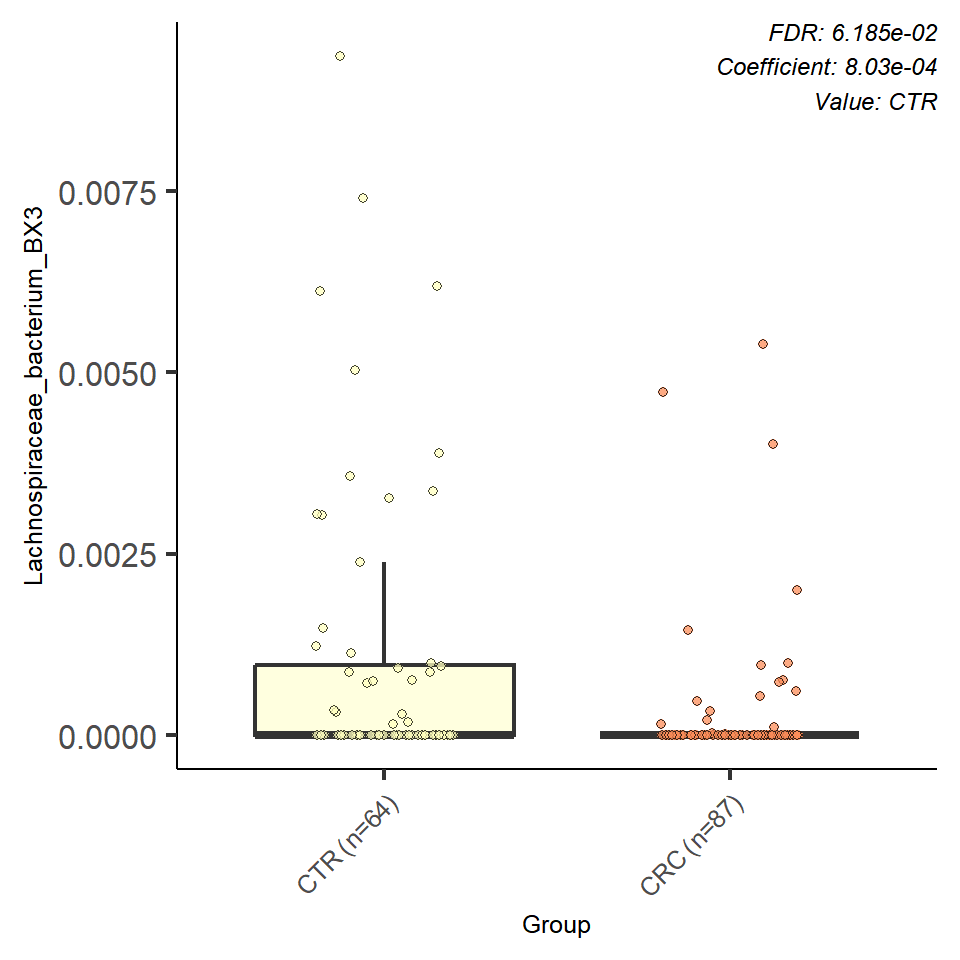 FDR: 6.185e-02
Coefficient: 8.03e-04
Value: CTR
Lachnospiraceae_bacterium_BX3
0.0075
0.0050
0.0025
0.0000
CTR (n=64)
CRC (n=87)
Group